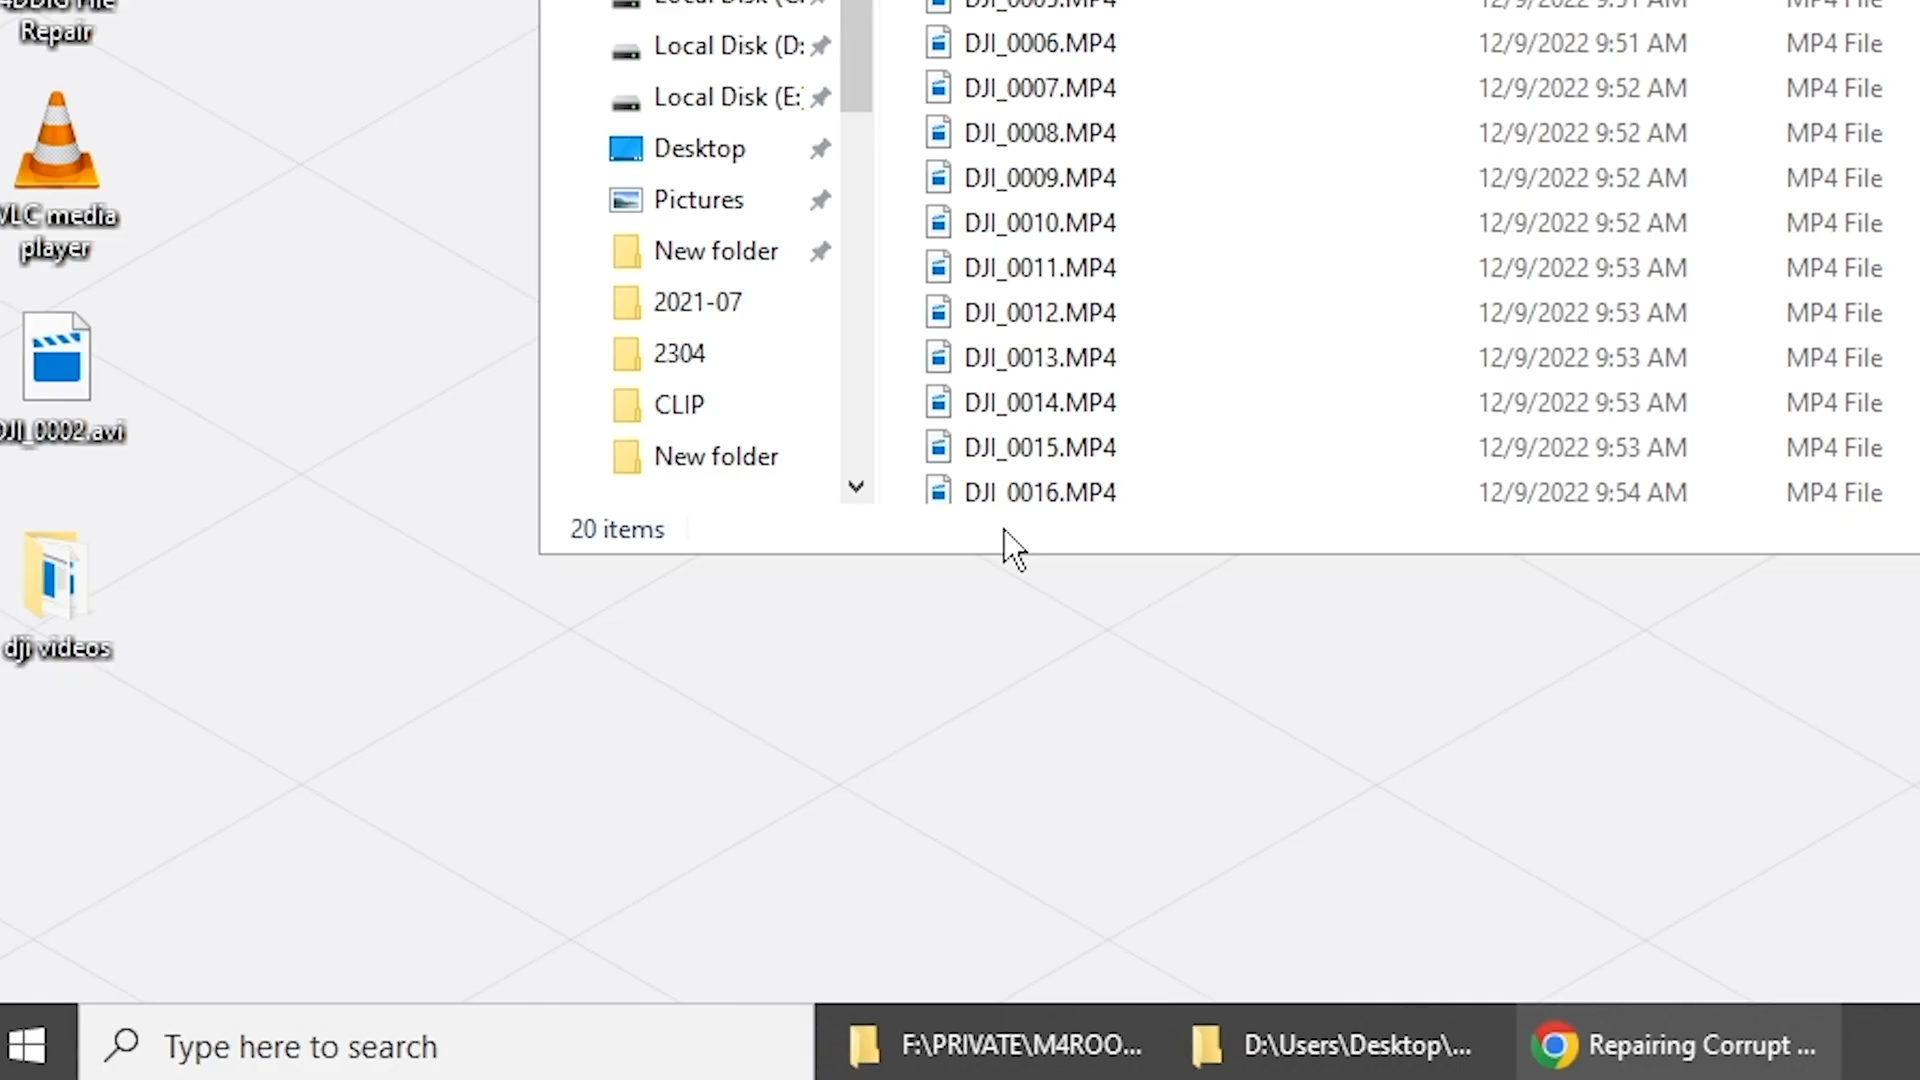 4DDiG File
Repair
VLC media
player
DJI_0002.avi
dji videos
Local Disk (C:
Local Disk (D:
Local Disk (E:
Desktop
Pictures
New folder
2021-07
2304
CLIP
New folder
20 items
DJI_0005.MP4 12/9/2022 9:51 AM MP4 File
DJI_0006.MP4 12/9/2022 9:51 AM MP4 File
DJI_0007.MP4 12/9/2022 9:52 AM MP4 File
DJI_0008.MP4 12/9/2022 9:52 AM MP4 File
DJI_0009.MP4 12/9/2022 9:52 AM MP4 File
DJI_0010.MP4 12/9/2022 9:52 AM MP4 File
DJI_0011.MP4 12/9/2022 9:53 AM MP4 File
DJI_0012.MP4 12/9/2022 9:53 AM MP4 File
DJI_0013.MP4 12/9/2022 9:53 AM MP4 File
DJI_0014.MP4 12/9/2022 9:53 AM MP4 File
DJI_0015.MP4 12/9/2022 9:53 AM MP4 File
DJI_0016.MP4 12/9/2022 9:54 AM MP4 File
Type here to search
F:\PRIVATE\M4ROO...
D:\Users\Desktop\...
Repairing Corrupt ...